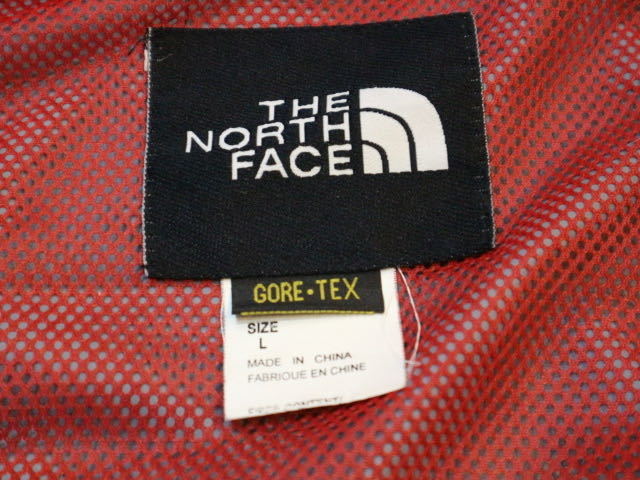 THE
NORTH
FACE
GORE·TEX
SIZE
L
MADE IN CHINA
FABRIQUE EN CHINE